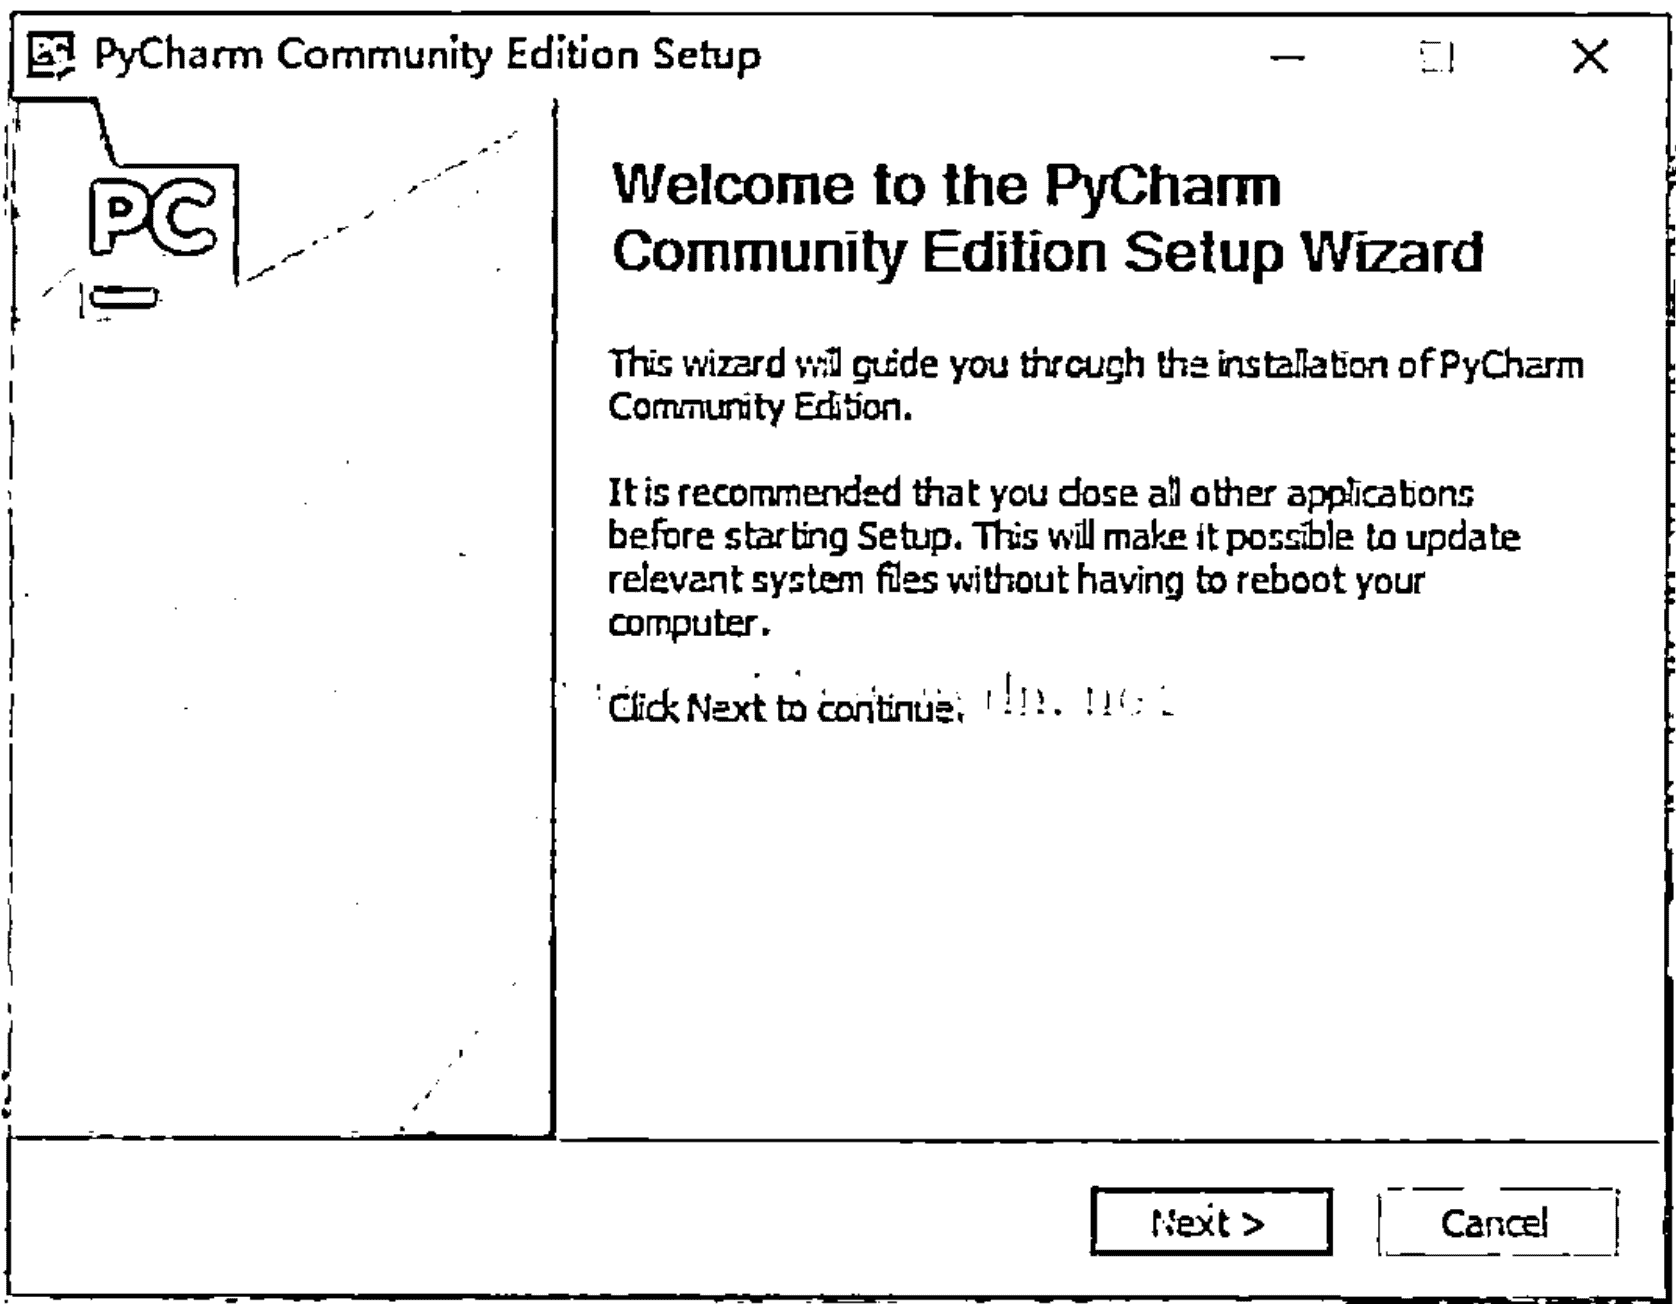 PyCharm Community Edition Setup
PC
Welcome to the PyCharm
Community Edition Setup Wizard
This wizard will guide you through the installation of PyCharm
Community Edition.
It is recommended that you close all other applications
before starting Setup. This will make it possible to update
relevant system files without having to reboot your
computer.
Click Next to continue.
Next >
Cancel